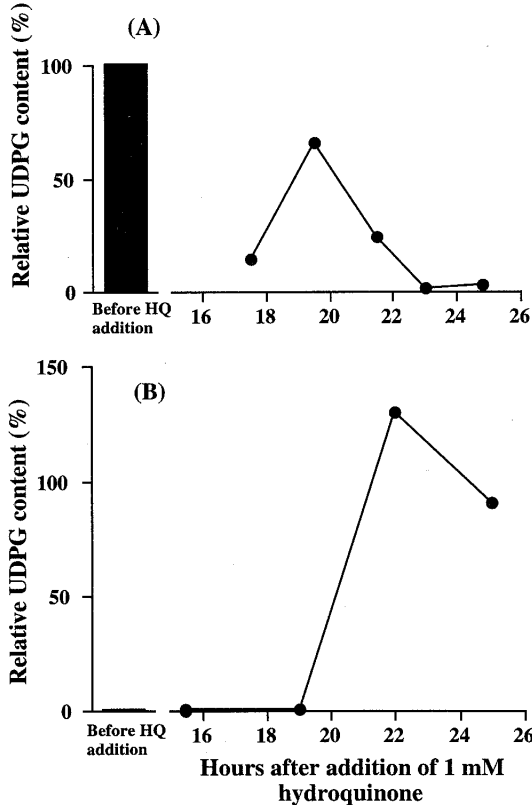 (A)
Relative UDPG content (%)
100
50
0
Before HQ
addition
16 18 20 22 24 26
(B)
Relative UDPG content (%)
150
100
50
0
Before HQ
addition
16 18 20 22 24 26
Hours after addition of 1 mM
hydroquinone